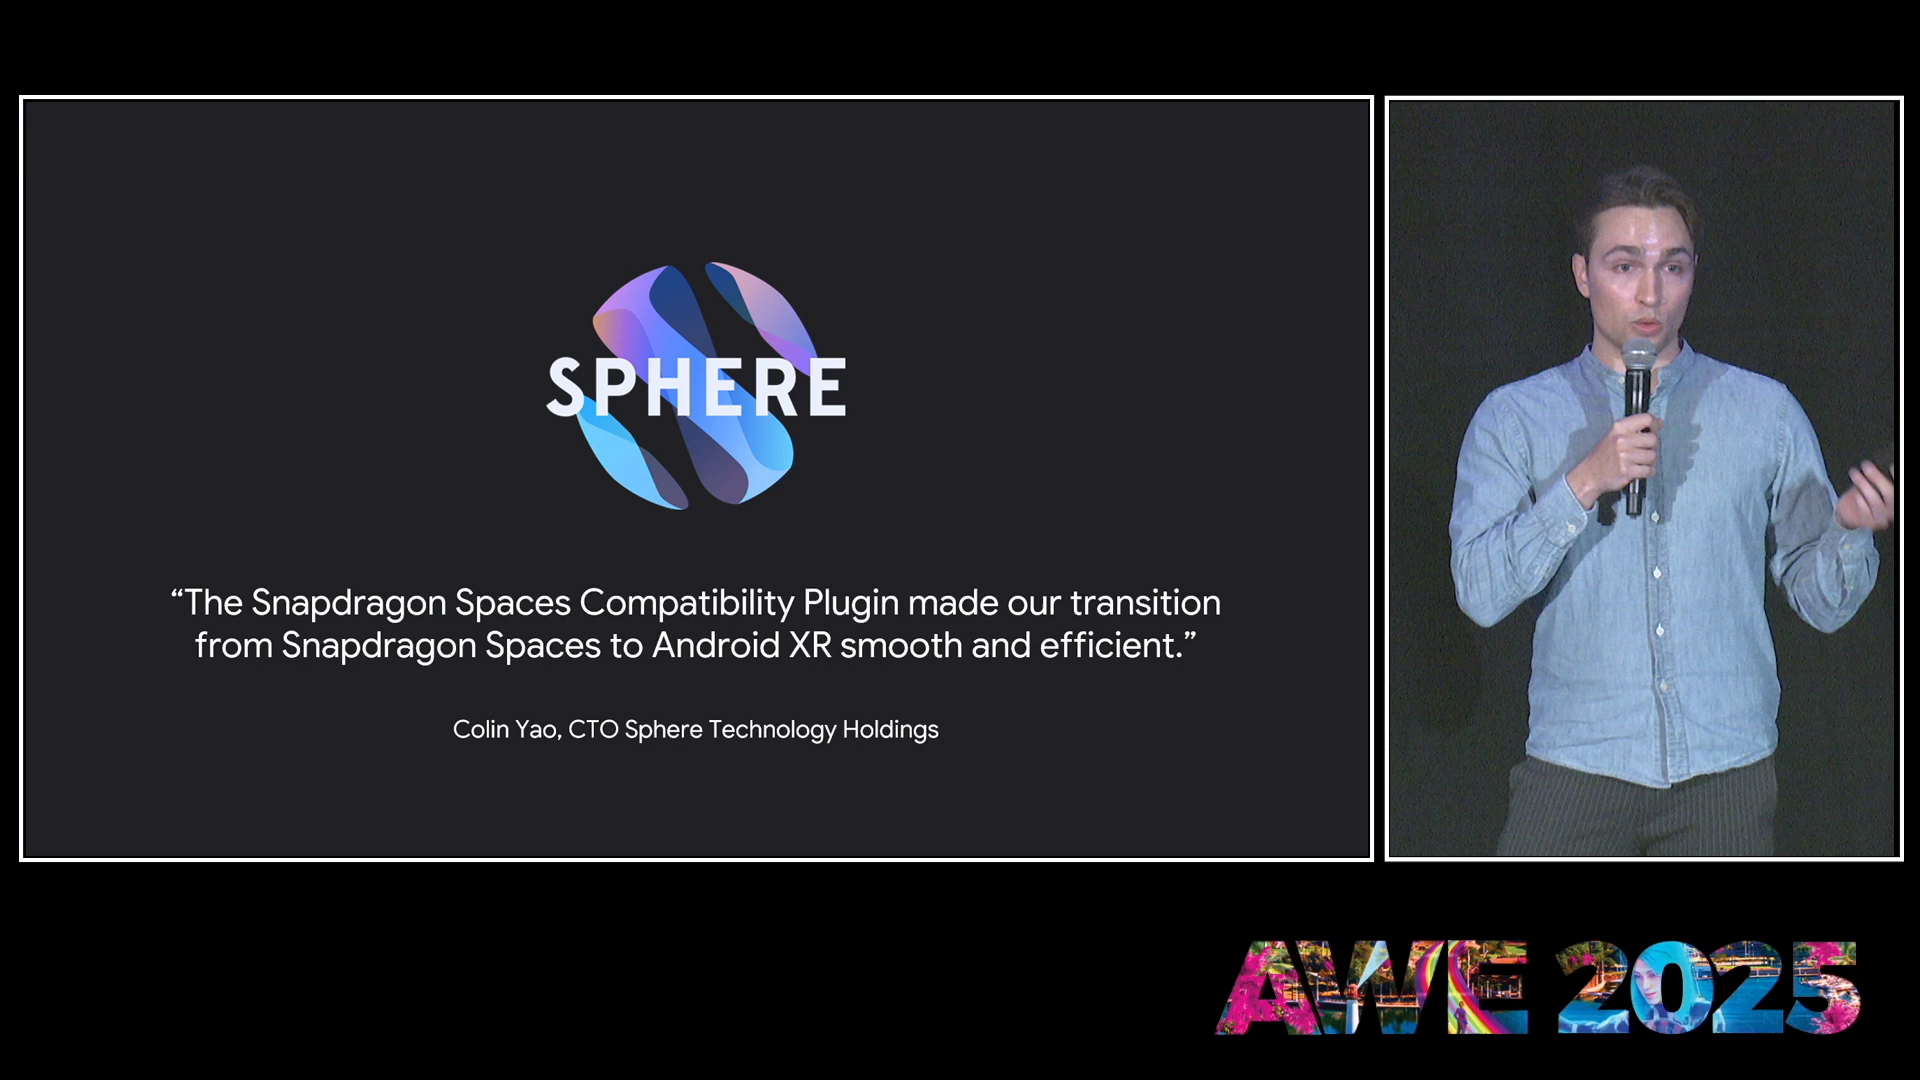 SPHERE
“The Snapdragon Spaces Compatibility Plugin made our transition
from Snapdragon Spaces to Android XR smooth and efficient.”
Colin Yao, CTO Sphere Technology Holdings
AWE 2025